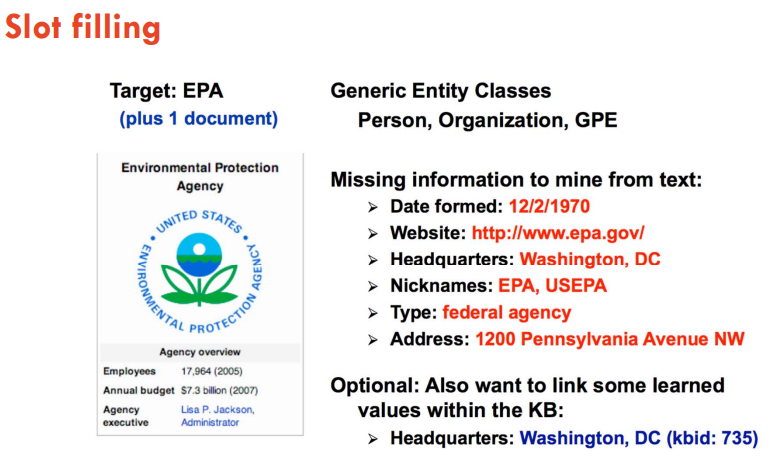 Slot filling
Target: EPA
(plus 1 document)
Environmental Protection
Agency
UNITED STATES
ENVIRONMENTAL PROTECTION AGENCY
Agency overview
Employees 17,964 (2005)
Annual budget $7.3 billion (2007)
Agency Lisa P. Jackson,
executive Administrator
Generic Entity Classes
Person, Organization, GPE
Missing information to mine from text:
➢ Date formed: 12/2/1970
➢ Website: http://www.epa.gov/
➢ Headquarters: Washington, DC
➢ Nicknames: EPA, USEPA
➢ Type: federal agency
➢ Address: 1200 Pennsylvania Avenue NW
Optional: Also want to link some learned
values within the KB:
➢ Headquarters: Washington, DC (kbid: 735)